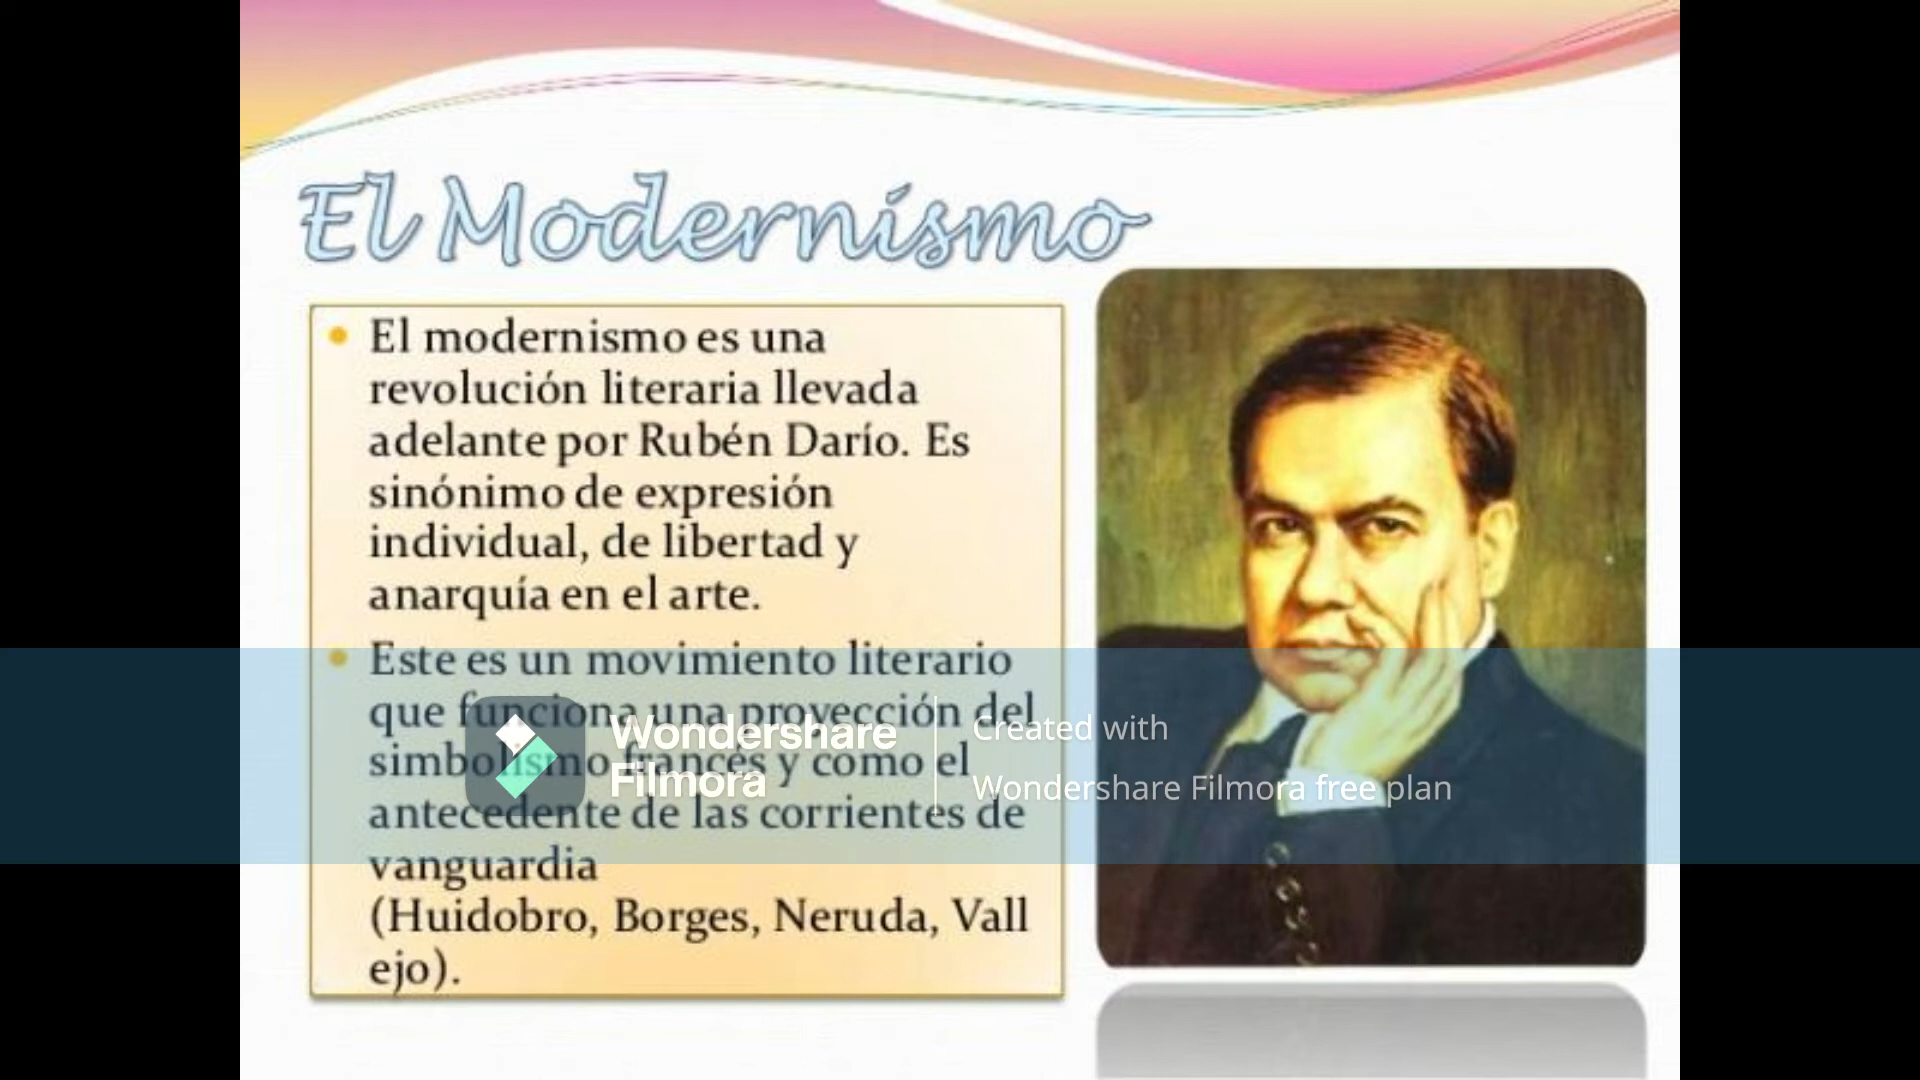 El Modernismo
El modernismo es una
revolución literaria llevada
adelante por Rubén Darío. Es
sinónimo de expresión
individual, de libertad y
anarquía en el arte.
Este es un movimiento literario
que funciona una proyección del
simbolismo francés y como el
antecedente de las corrientes de
vanguardia
(Huidobro, Borges, Neruda, Vall
ejo).
Wondershare
Filmora
Created with
Wondershare Filmora free plan